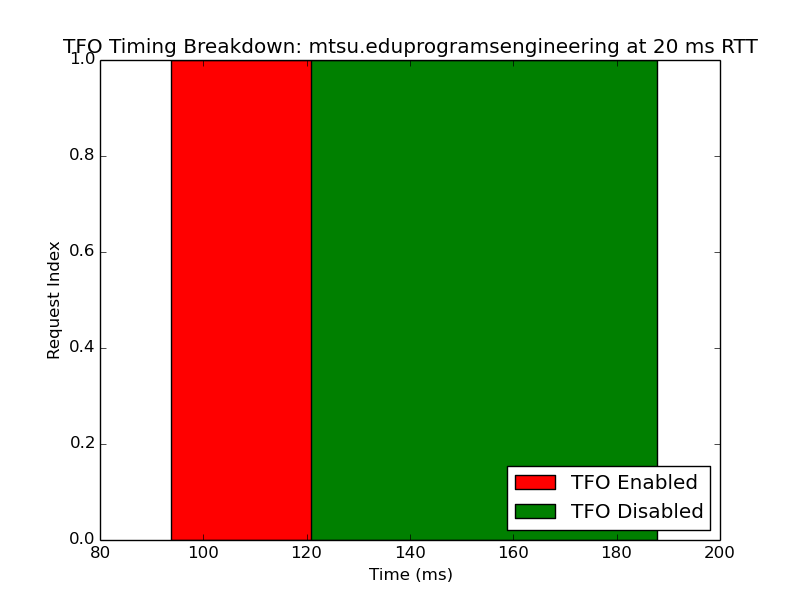 TFO Timing Breakdown: mtsu.eduprogramsengineering at 20 ms RTT
1.0
0.8
0.6
0.4
0.2
0.0
Request Index
TFO Enabled
TFO Disabled
80 100 120 140 160 180 200
Time (ms)